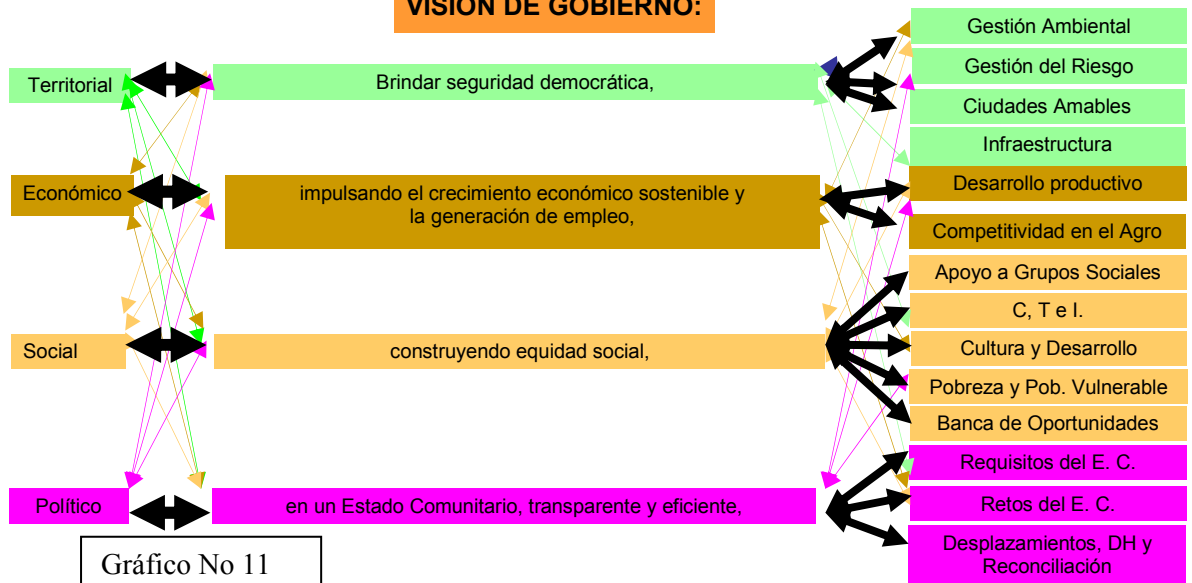 VISIÓN DE GOBIERNO:
Territorial
Brindar seguridad democrática,
Gestión Ambiental
Gestión del Riesgo
Ciudades Amables
Infraestructura
Económico
impulsando el crecimiento económico sostenible y
la generación de empleo,
Desarrollo productivo
Competitividad en el Agro
Social
construyendo equidad social,
Apoyo a Grupos Sociales
C, T e I.
Cultura y Desarrollo
Pobreza y Pob. Vulnerable
Banca de Oportunidades
Político
en un Estado Comunitario, transparente y eficiente,
Requisitos del E. C.
Retos del E. C.
Desplazamientos, DH y
Reconciliación
Gráfico No 11